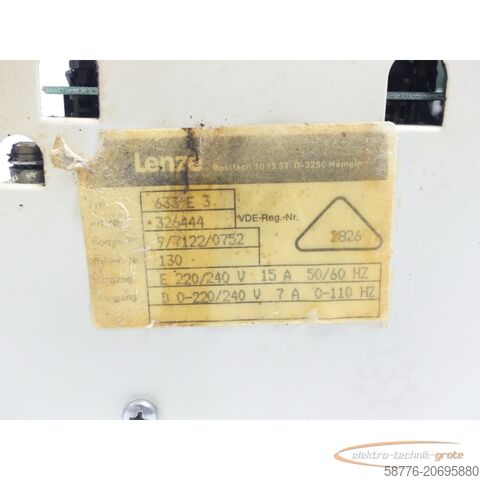 Lenze Postfach 10 13 52, D-3250 Hameln
Typ 633 E 3
326444 VDE-Reg.-Nr.
9/7122/0752 2826
130
E 220/240 V 15 A 50/60 HZ
D 0-220/240 V 7 A 0-110 HZ
elektro-technik-grote
58776-20695880